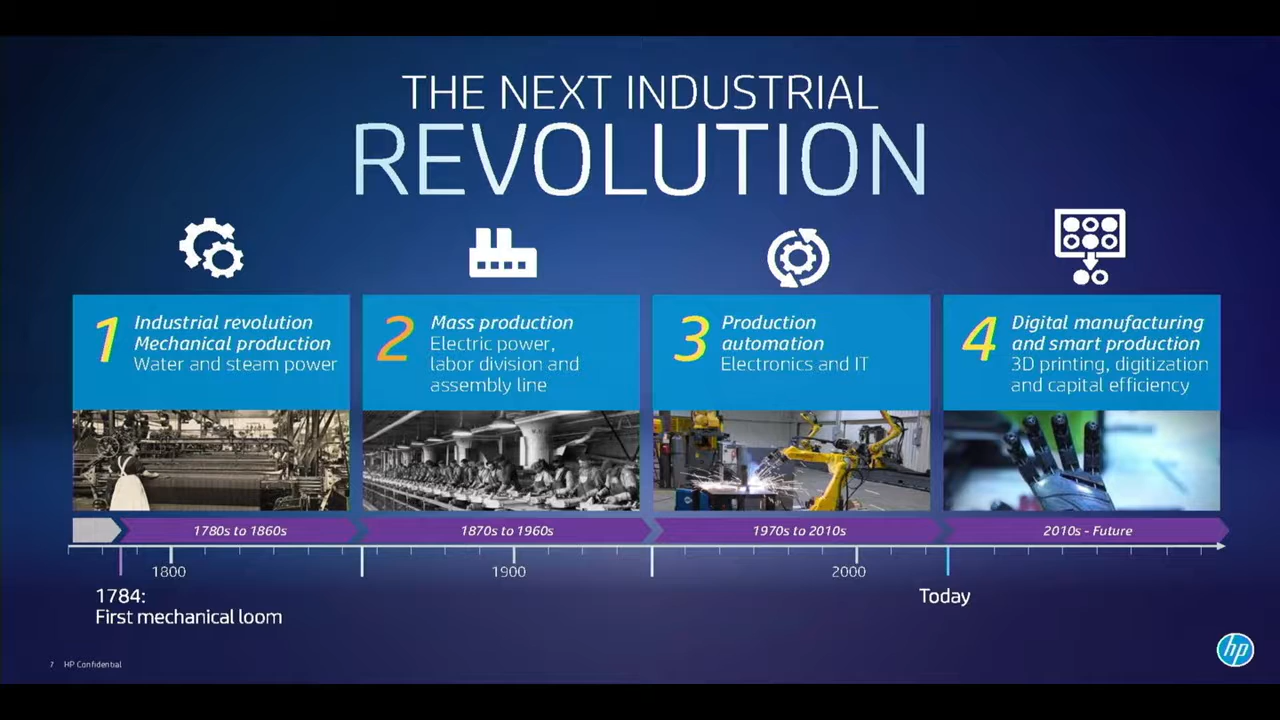 THE NEXT INDUSTRIAL
REVOLUTION
1
Industrial revolution
Mechanical production
Water and steam power
2
Mass production
Electric power,
labor division and
assembly line
3
Production
automation
Electronics and IT
4
Digital manufacturing
and smart production
3D printing, digitization
and capital efficiency
1780s to 1860s
1870s to 1960s
1970s to 2010s
2010s - Future
1800
1900
2000
1784:
First mechanical loom
Today
7 HP Confidential
hp